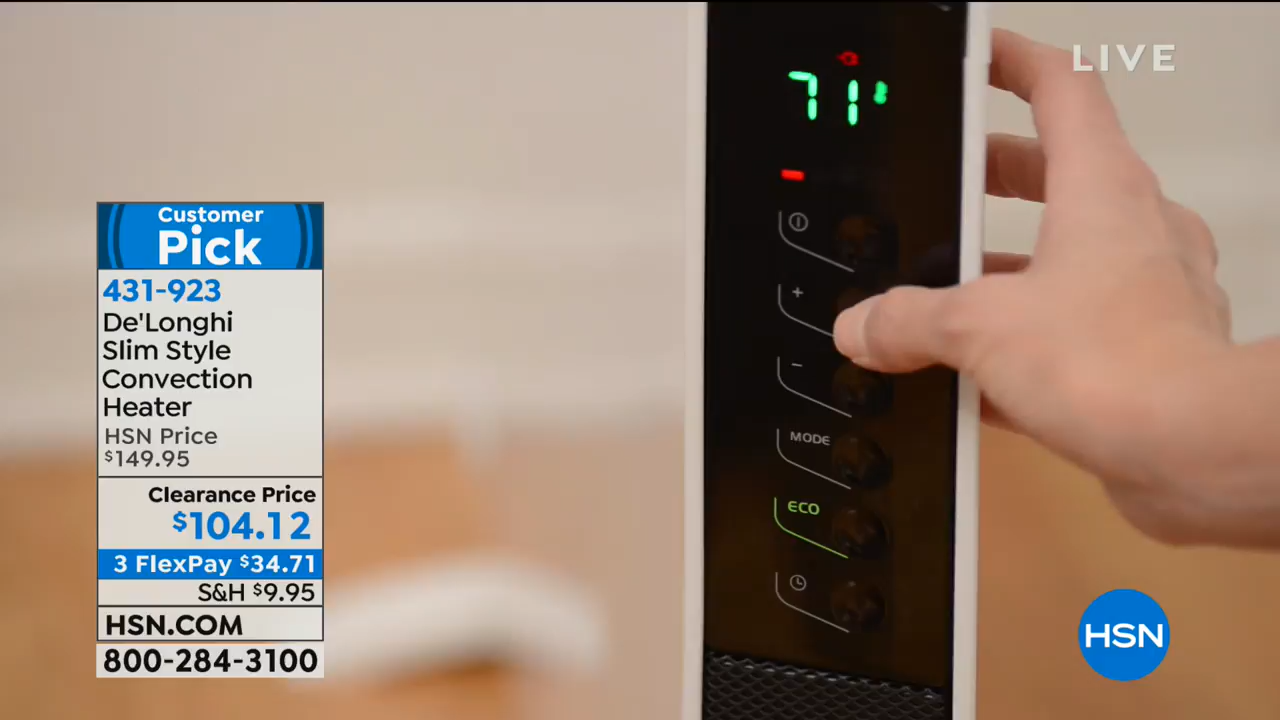 LIVE
71°
Customer
Pick
431-923
De'Longhi
Slim Style
Convection
Heater
HSN Price
$149.95
Clearance Price
$104.12
3 FlexPay $34.71
S&H $9.95
HSN.COM
800-284-3100
+
-
MODE
ECO
HSN